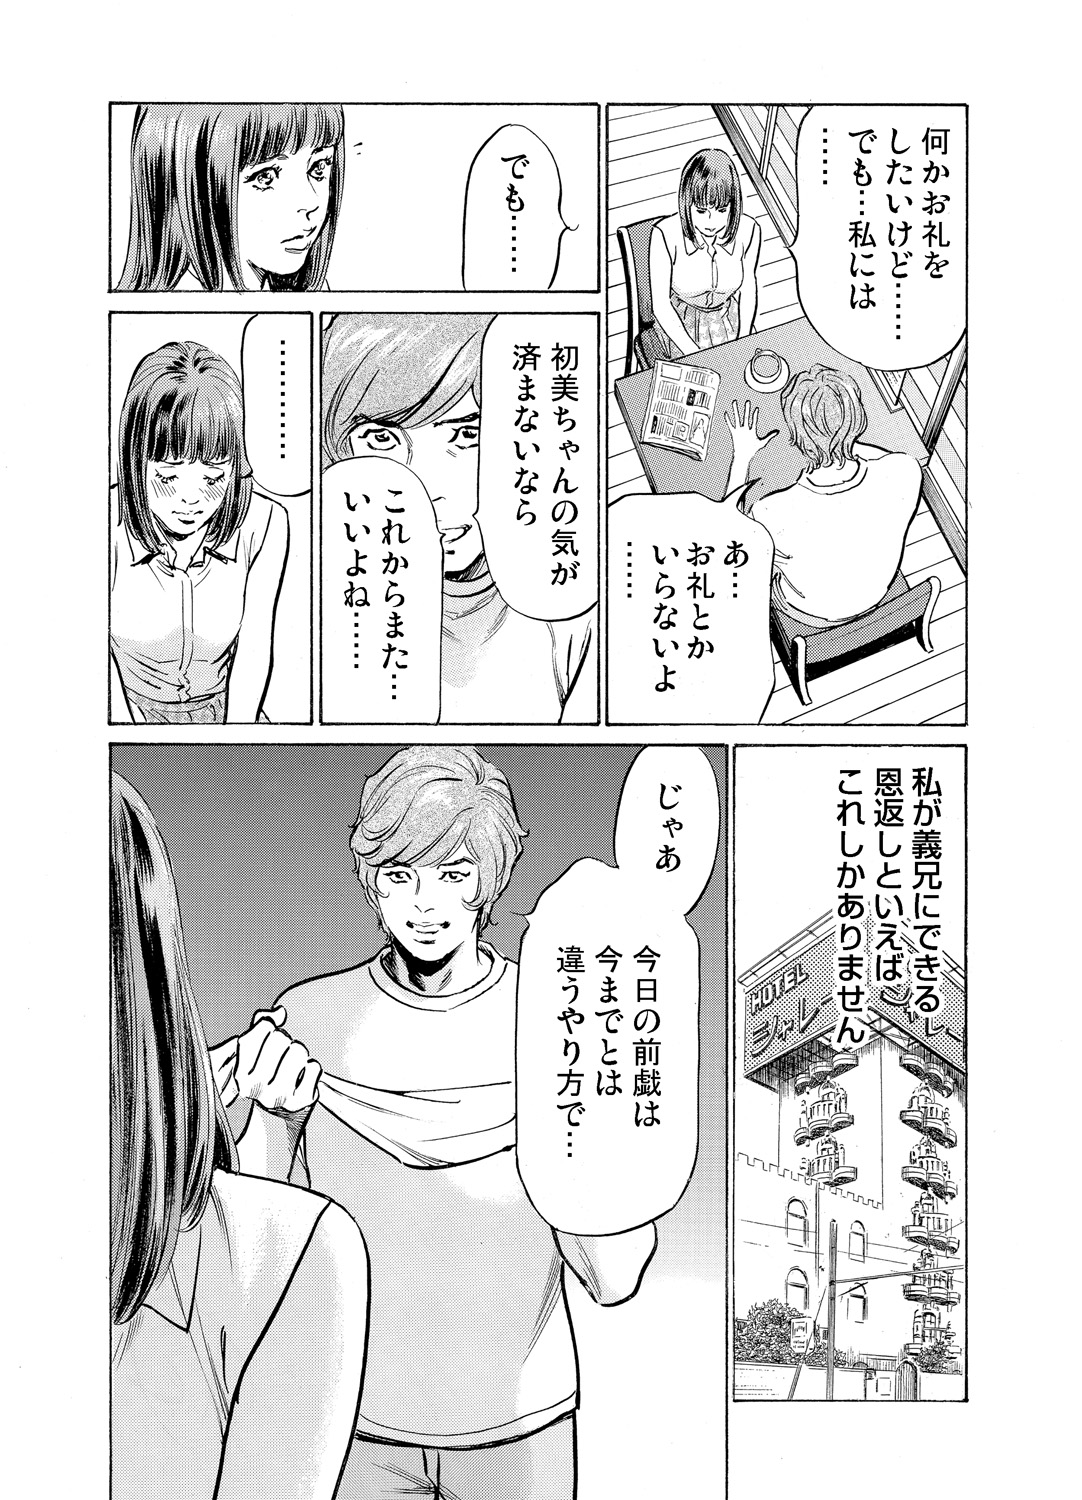 何かお礼を
したいけど……
でも…私には
……
あ…
お礼とか
いらないよ
……
でも……
初美ちゃんの気が
済まないなら
これからまた…
いいよね……
………
私が義兄にできる
恩返しといえば
これしかありません
HOTEL
シャレー
じゃあ
今日の前戯は
今までとは
違うやり方で…